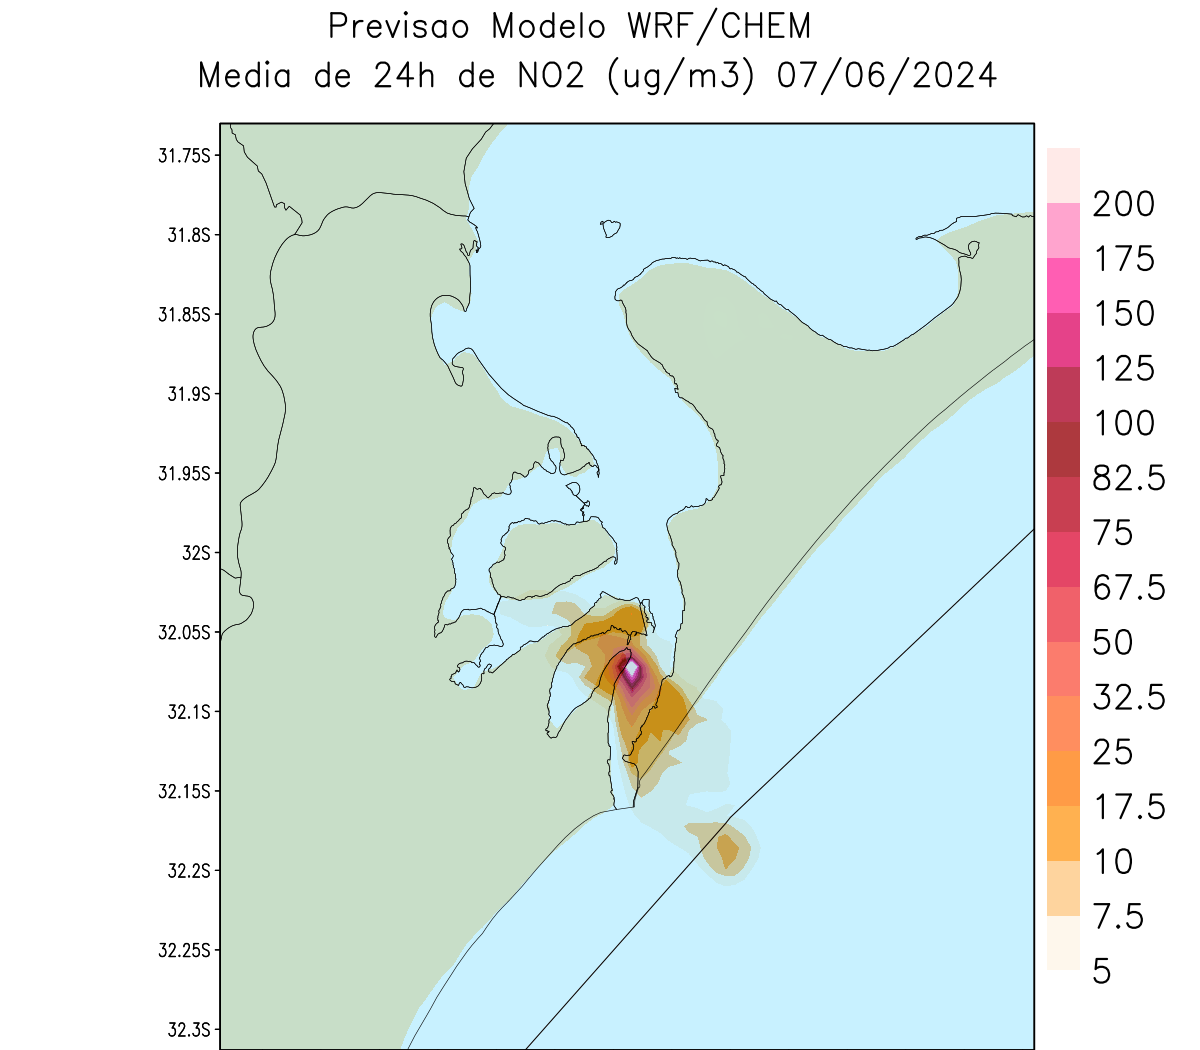 Previsao Modelo WRF/CHEM
Media de 24h de NO2 (ug/m3) 07/06/2024
31.75S
31.8S
31.85S
31.9S
31.95S
32S
32.05S
32.1S
32.15S
32.2S
32.25S
32.3S
200
175
150
125
100
82.5
75
67.5
50
32.5
25
17.5
10
7.5
5